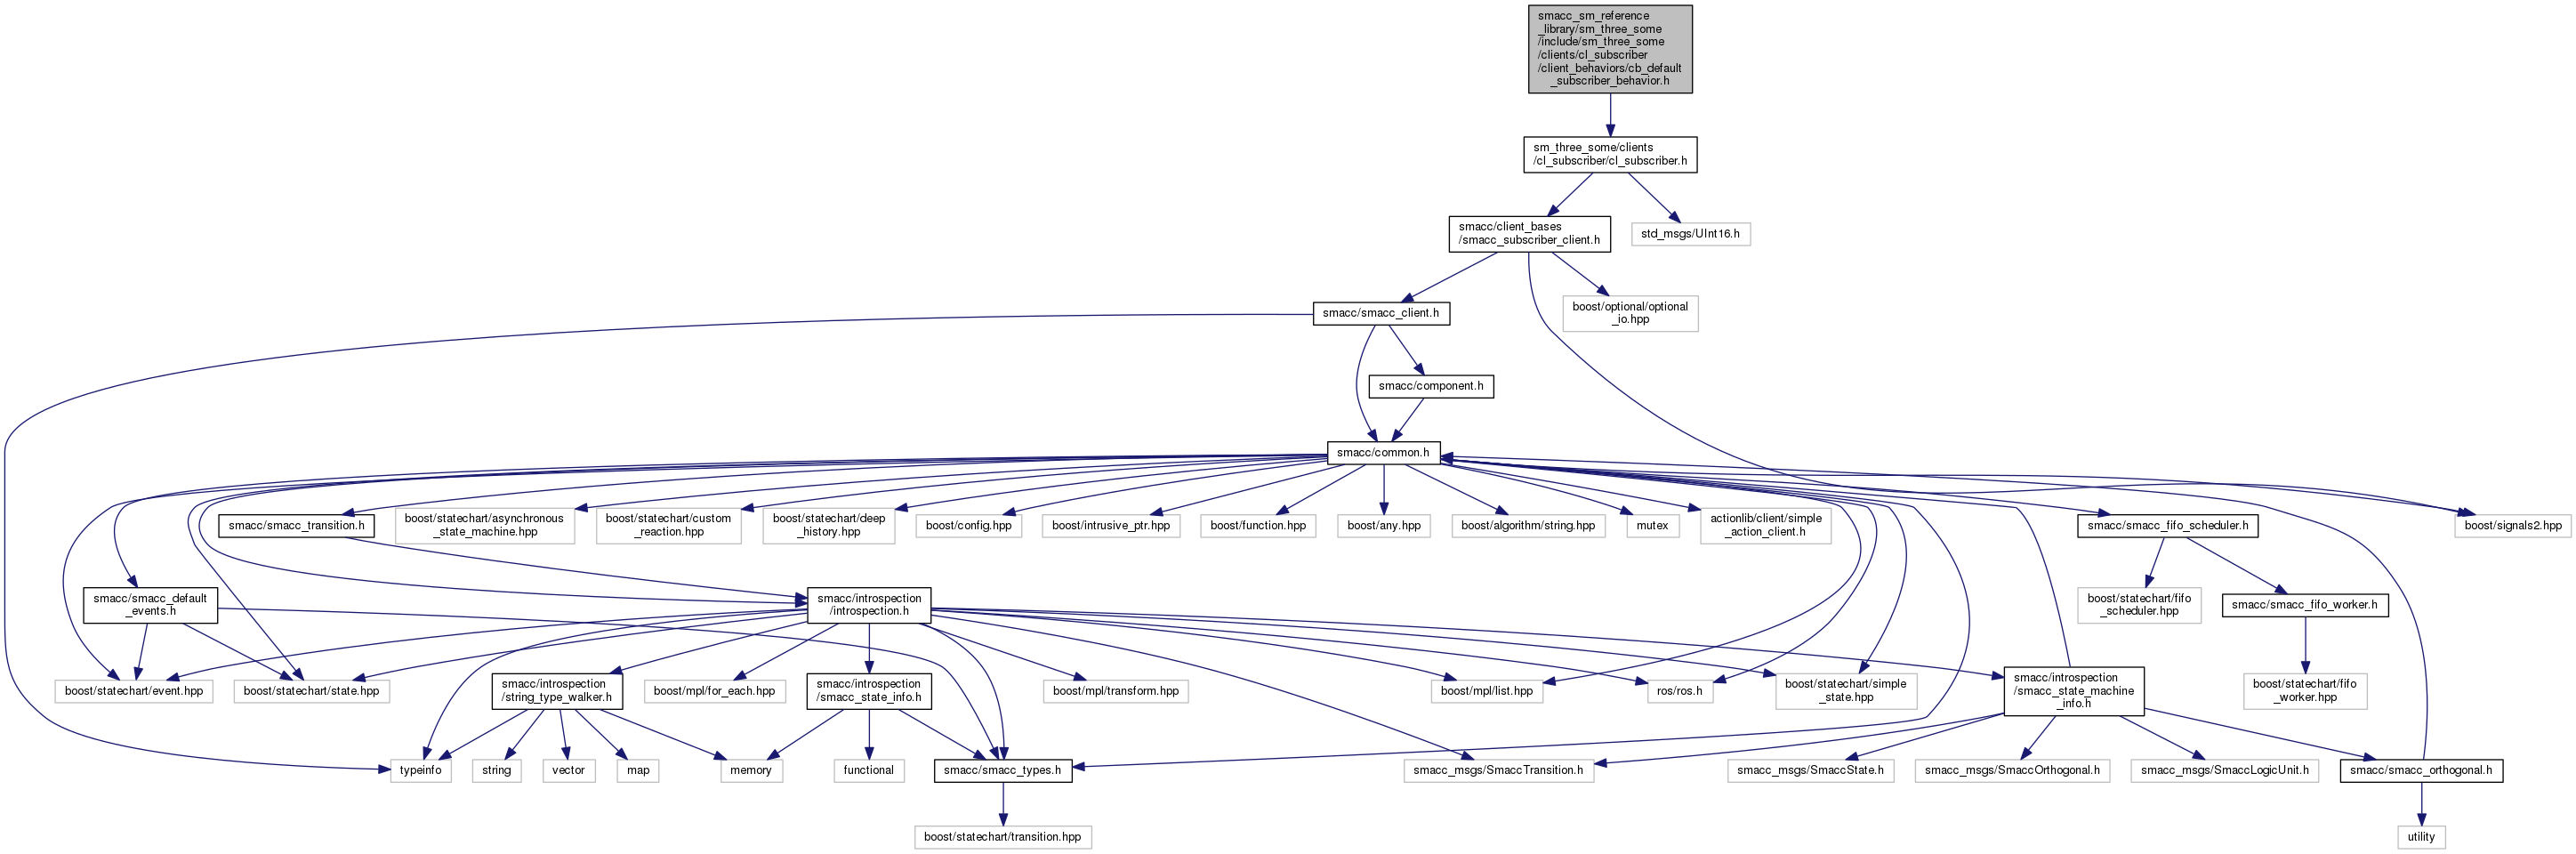 smacc_sm_reference
_library/sm_three_some
/include/sm_three_some
/clients/cl_subscriber
/client_behaviors/cb_default
_subscriber_behavior.h
sm_three_some/clients
/cl_subscriber/cl_subscriber.h
smacc/client_bases
/smacc_subscriber_client.h
std_msgs/UInt16.h
smacc/smacc_client.h
boost/optional/optional
_io.hpp
smacc/component.h
smacc/common.h
smacc/smacc_transition.h
boost/statechart/asynchronous
_state_machine.hpp
boost/statechart/custom
_reaction.hpp
boost/statechart/deep
_history.hpp
boost/config.hpp
boost/intrusive_ptr.hpp
boost/function.hpp
boost/any.hpp
boost/algorithm/string.hpp
mutex
actionlib/client/simple
_action_client.h
smacc/smacc_fifo_scheduler.h
boost/signals2.hpp
smacc/smacc_default
_events.h
smacc/introspection
/introspection.h
boost/statechart/fifo
_scheduler.hpp
smacc/smacc_fifo_worker.h
boost/statechart/event.hpp
boost/statechart/state.hpp
smacc/introspection
/string_type_walker.h
boost/mpl/for_each.hpp
smacc/introspection
/smacc_state_info.h
boost/mpl/transform.hpp
boost/mpl/list.hpp
ros/ros.h
boost/statechart/simple
_state.hpp
smacc/introspection
/smacc_state_machine
_info.h
boost/statechart/fifo
_worker.hpp
typeinfo
string
vector
map
memory
functional
smacc/smacc_types.h
smacc_msgs/SmaccTransition.h
smacc_msgs/SmaccState.h
smacc_msgs/SmaccOrthogonal.h
smacc_msgs/SmaccLogicUnit.h
smacc/smacc_orthogonal.h
boost/statechart/transition.hpp
utility